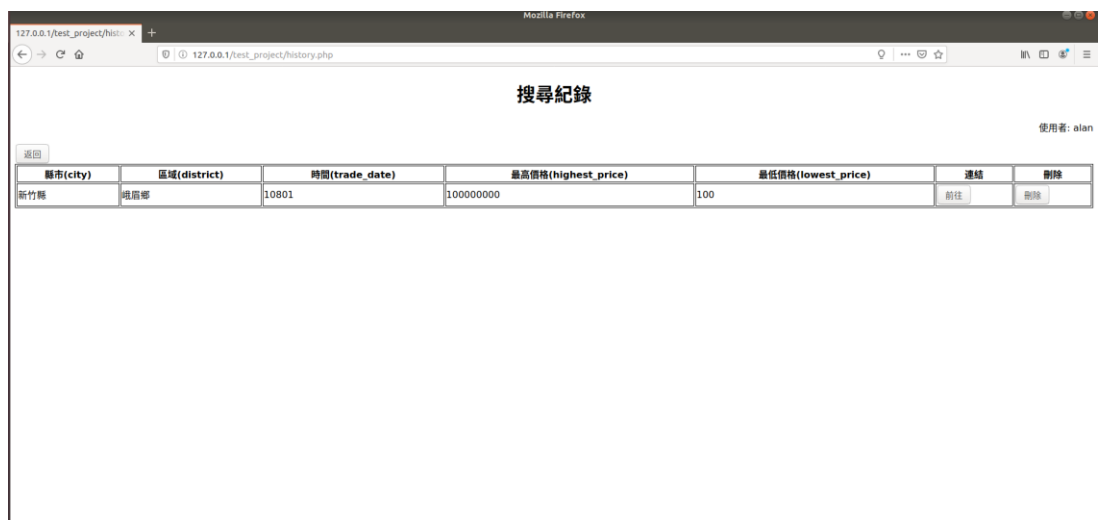 Mozilla Firefox
127.0.0.1/test_project/histo
127.0.0.1/test_project/history.php
搜尋紀錄
使用者: alan
返回
縣市(city) 區域(district) 時間(trade_date) 最高價格(highest_price) 最低價格(lowest_price) 連結 刪除
新竹縣 峨眉鄉 10801 100000000 100 前往 刪除